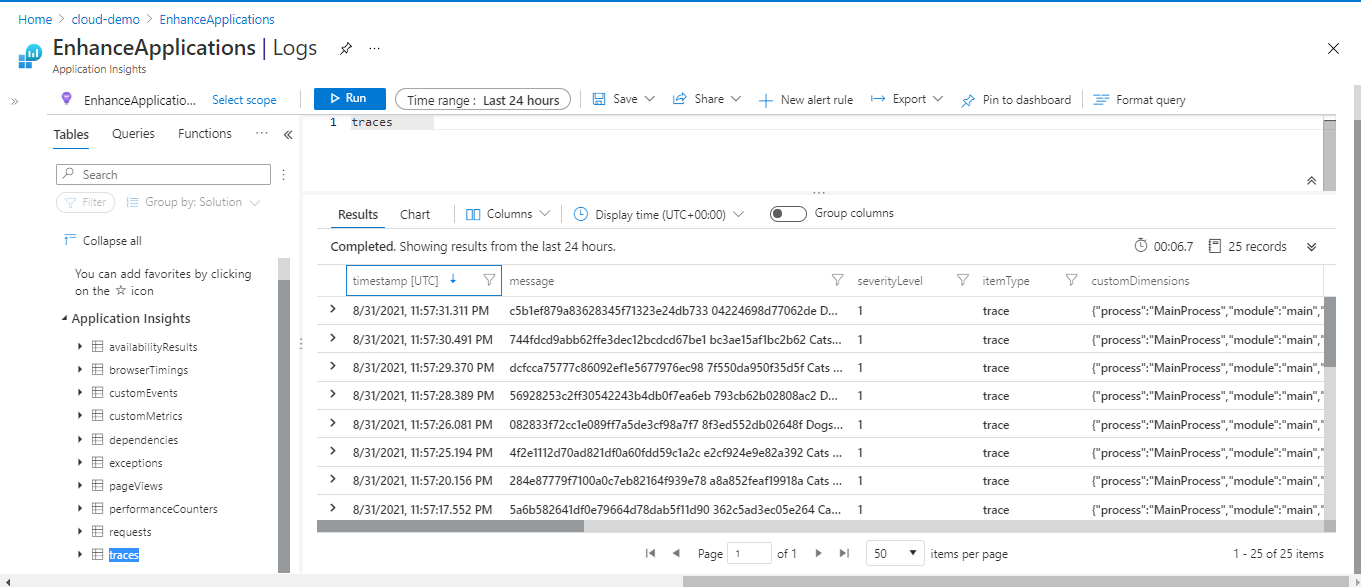 Home > cloud-demo > EnhanceApplications
EnhanceApplications | Logs ...
Application Insights
EnhanceApplicatio... Select scope Run Time range : Last 24 hours Save Share New alert rule Export Pin to dashboard Format query
Tables Queries Functions ...
1 traces
Search
Filter Group by: Solution
Results Chart Columns Display time (UTC+00:00) Group columns
Collapse all
Completed. Showing results from the last 24 hours. 00:06.7 25 records
You can add favorites by clicking
on the ☆ icon
timestamp [UTC] message severityLevel itemType customDimensions
Application Insights
availabilityResults
browserTimings
customEvents
customMetrics
dependencies
exceptions
pageViews
performanceCounters
requests
traces
8/31/2021, 11:57:31.311 PM c5b1ef879a83628345f71323e24db733 04224698d77062de D... 1 trace {"process":"MainProcess","module":"main","
8/31/2021, 11:57:30.491 PM 744fdcd9abb62ffe3dec12bcdcd67be1 bc3ae15af1bc2b62 Cats... 1 trace {"process":"MainProcess","module":"main","
8/31/2021, 11:57:29.370 PM dcfcca75777c86092ef1e5677976ec98 7f550da950f35d5f Cats ... 1 trace {"process":"MainProcess","module":"main","
8/31/2021, 11:57:28.389 PM 56928253c2ff30542243b4db0f7ea6eb 793cb62b02808ac2 D... 1 trace {"process":"MainProcess","module":"main","
8/31/2021, 11:57:26.081 PM 082833f72cc1e089ff7a5de3cf98a7f7 8f3ed552db02648f Dogs... 1 trace {"process":"MainProcess","module":"main","
8/31/2021, 11:57:25.194 PM 4f2e1112d70ad821df0a60fdd59c1a2c e2cf924e9e82a392 Cats ... 1 trace {"process":"MainProcess","module":"main","
8/31/2021, 11:57:20.156 PM 284e87779f7100a0c7eb82164f939e78 a8a852feaf19918a Cats ... 1 trace {"process":"MainProcess","module":"main","
8/31/2021, 11:57:17.552 PM 5a6b582641df0e79664d78dab5f11d90 362c5ad3ec05e264 Ca... 1 trace {"process":"MainProcess","module":"main","
Page 1 of 1 50 items per page 1 - 25 of 25 items